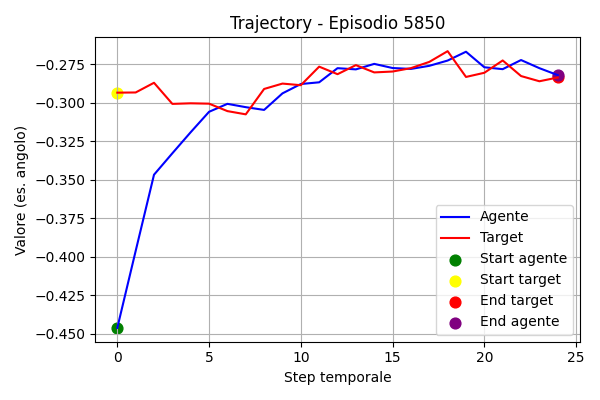 Trajectory - Episodio 5850
Valore (es. angolo)
−0.275
−0.300
−0.325
−0.350
−0.375
−0.400
−0.425
−0.450
Agente
Target
Start agente
Start target
End target
End agente
0 5 10 15 20 25
Step temporale